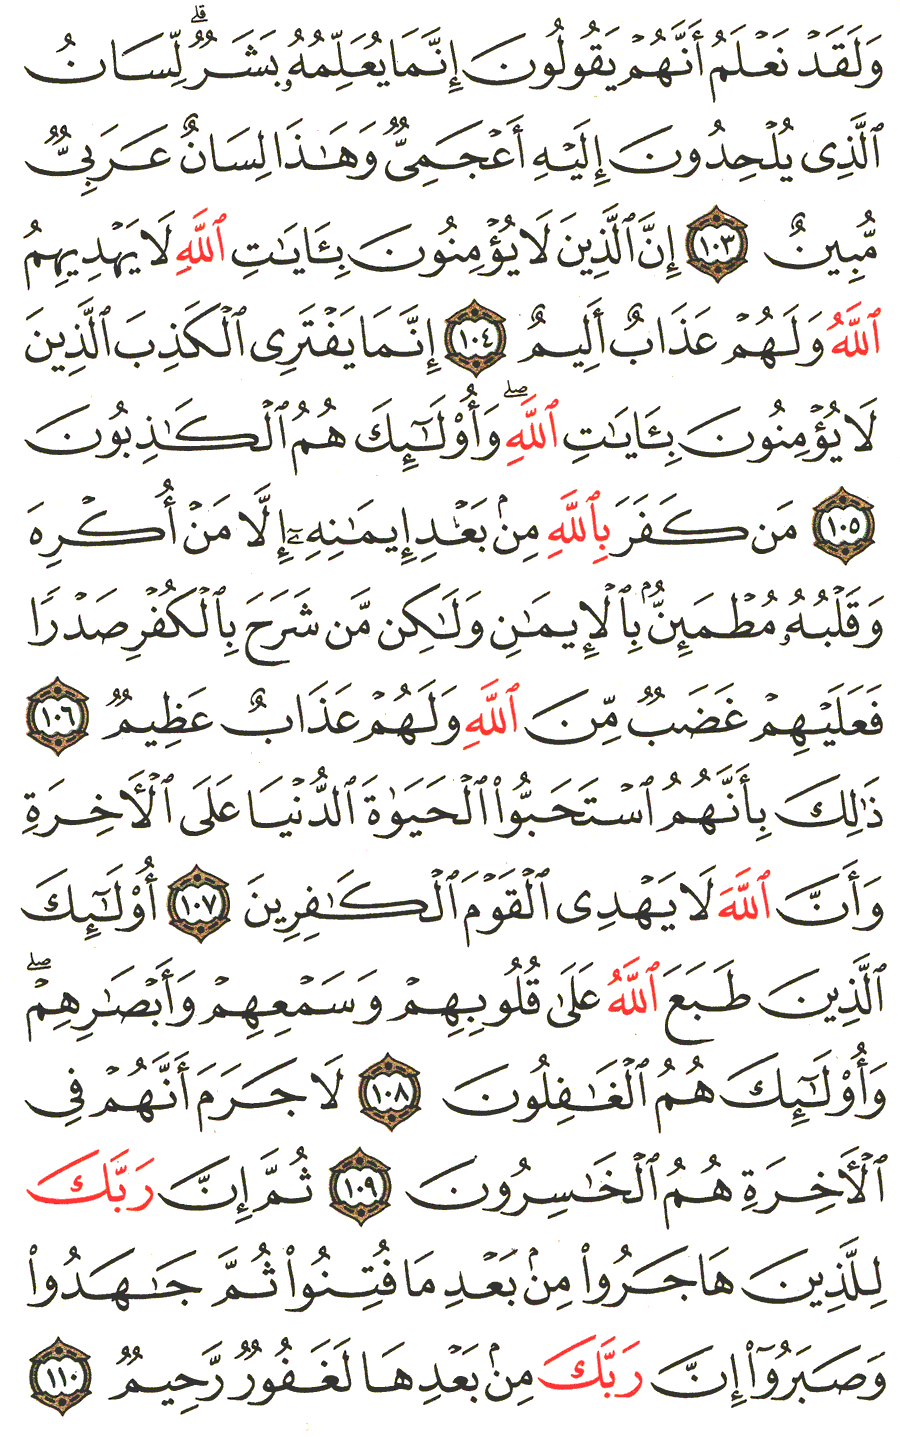 وَلَقَدۡ نَعۡلَمُ أَنَّهُمۡ يَقُولُونَ إِنَّمَا يُعَلِّمُهُۥ بَشَرٞۗ لِّسَانُ
ٱلَّذِي يُلۡحِدُونَ إِلَيۡهِ أَعۡجَمِيّٞ وَهَٰذَا لِسَانٌ عَرَبِيّٞ
مُّبِينٌ ١٠٣ إِنَّ ٱلَّذِينَ لَا يُؤۡمِنُونَ بِـَٔايَٰتِ ٱللَّهِ لَا يَهۡدِيهِمُ
ٱللَّهُ وَلَهُمۡ عَذَابٌ أَلِيمٌ ١٠٤ إِنَّمَا يَفۡتَرِي ٱلۡكَذِبَ ٱلَّذِينَ
لَا يُؤۡمِنُونَ بِـَٔايَٰتِ ٱللَّهِۖ وَأُوْلَٰٓئِكَ هُمُ ٱلۡكَٰذِبُونَ
١٠٥ مَن كَفَرَ بِٱللَّهِ مِنۢ بَعۡدِ إِيمَٰنِهِۦٓ إِلَّا مَنۡ أُكۡرِهَ
وَقَلۡبُهُۥ مُطۡمَئِنُّۢ بِٱلۡإِيمَٰنِ وَلَٰكِن مَّن شَرَحَ بِٱلۡكُفۡرِ صَدۡرٗا
فَعَلَيۡهِمۡ غَضَبٞ مِّنَ ٱللَّهِ وَلَهُمۡ عَذَابٌ عَظِيمٞ ١٠٦
ذَٰلِكَ بِأَنَّهُمُ ٱسۡتَحَبُّواْ ٱلۡحَيَوٰةَ ٱلدُّنۡيَا عَلَى ٱلۡأٓخِرَةِ
وَأَنَّ ٱللَّهَ لَا يَهۡدِي ٱلۡقَوۡمَ ٱلۡكَٰفِرِينَ ١٠٧ أُوْلَٰٓئِكَ
ٱلَّذِينَ طَبَعَ ٱللَّهُ عَلَىٰ قُلُوبِهِمۡ وَسَمۡعِهِمۡ وَأَبۡصَٰرِهِمۡۖ
وَأُوْلَٰٓئِكَ هُمُ ٱلۡغَٰفِلُونَ ١٠٨ لَا جَرَمَ أَنَّهُمۡ فِي
ٱلۡأٓخِرَةِ هُمُ ٱلۡخَٰسِرُونَ ١٠٩ ثُمَّ إِنَّ رَبَّكَ
لِلَّذِينَ هَاجَرُواْ مِنۢ بَعۡدِ مَا فُتِنُواْ ثُمَّ جَٰهَدُواْ
وَصَبَرُوٓاْ إِنَّ رَبَّكَ مِنۢ بَعۡدِهَا لَغَفُورٞ رَّحِيمٞ ١١٠